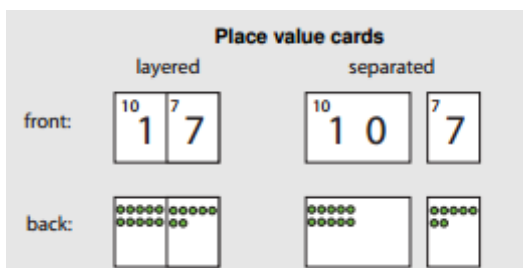 Place value cards
layered separated
front:
10 7 10 7
1 7 1 0 7
back: